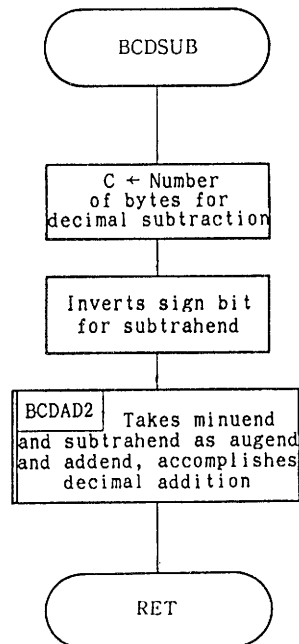 BCDSUB
C ← Number
of bytes for
decimal subtraction
Inverts sign bit
for subtrahend
BCDAD2 Takes minuend
and subtrahend as augend
and addend, accomplishes
decimal addition
RET